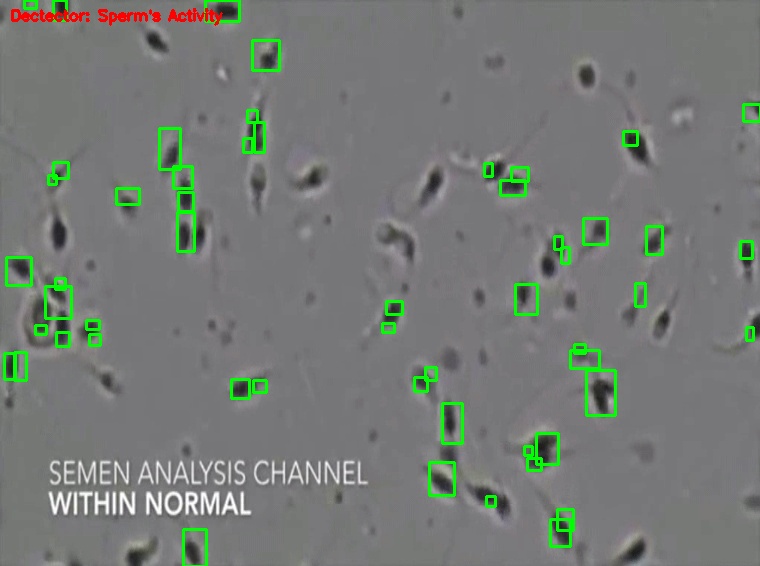 Dectector: Sperm's Activity
SEMEN ANALYSIS CHANNEL
WITHIN NORMAL